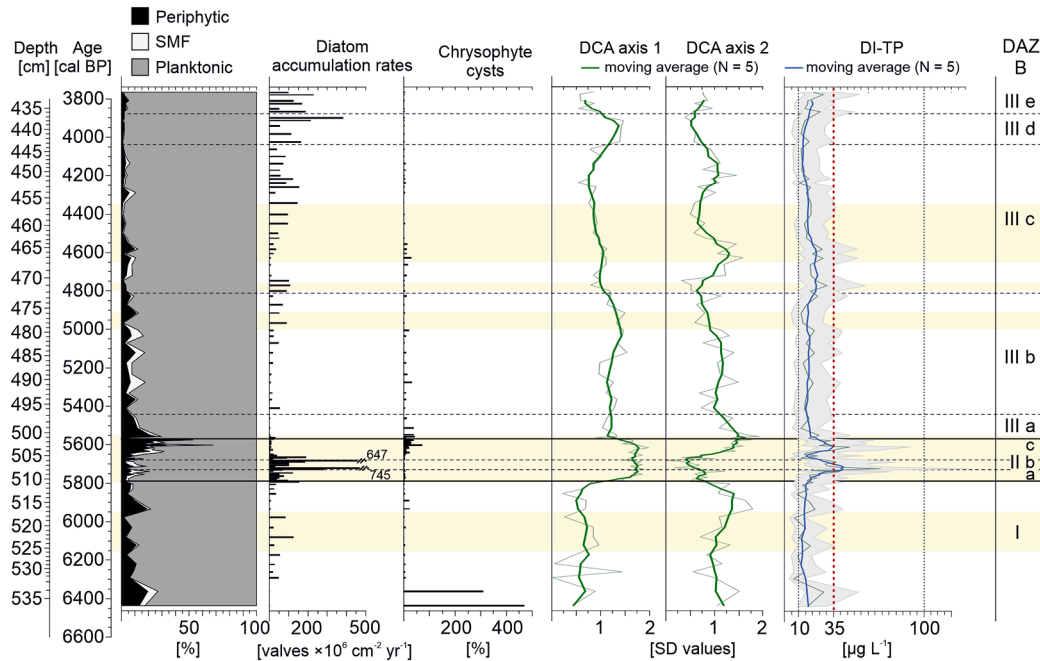 Periphytic
SMF
Planktonic
Depth
[cm]
Age
[cal BP]
Diatom
accumulation rates
Chrysophyte
cysts
DCA axis 1
DCA axis 2
moving average (N = 5)
DI-TP
moving average (N = 5)
DAZ
B
435
440
445
450
455
460
465
470
475
480
485
490
495
500
505
510
515
520
525
530
535
3800
4000
4200
4400
4600
4800
5000
5200
5400
5600
5800
6000
6200
6400
6600
647
745
III e
III d
III c
III b
III a
c
II b
a
I
50
100
[%]
200
500
[valves ×10⁶ cm⁻² yr⁻¹]
200
400
[%]
1
2
1
2
[SD values]
10
35
100
[µg L⁻¹]